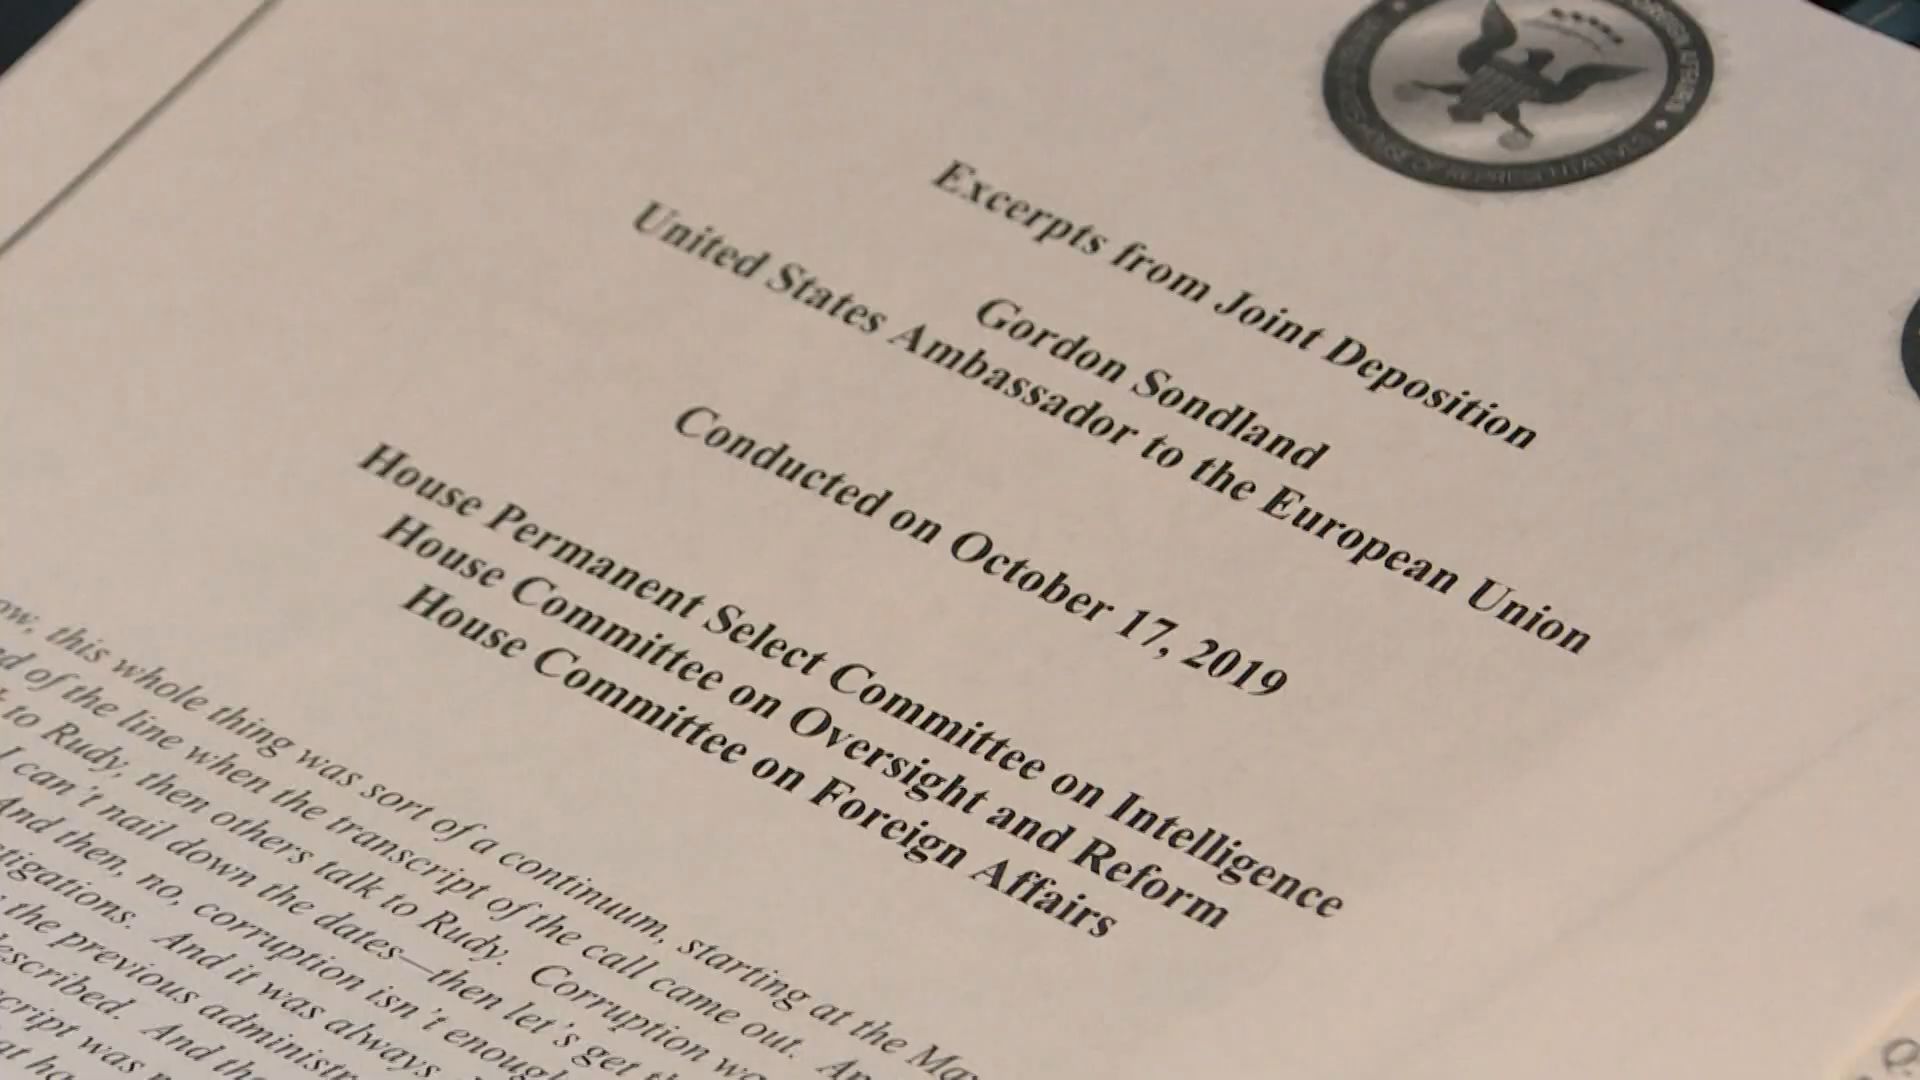 HOUSE OF REPRESENTATIVES
Excerpts from Joint Deposition
Gordon Sondland
United States Ambassador to the European Union
Conducted on October 17, 2019
House Permanent Select Committee on Intelligence
House Committee on Oversight and Reform
House Committee on Foreign Affairs
this whole thing was sort of a continuum, starting at the
of the line when the transcript of the call came out.
to Rudy, then others talk to Rudy. Corruption
I can't nail down the dates—then let's get
And then, no, corruption isn't enough
And it was always
the previous
And
was
Q.